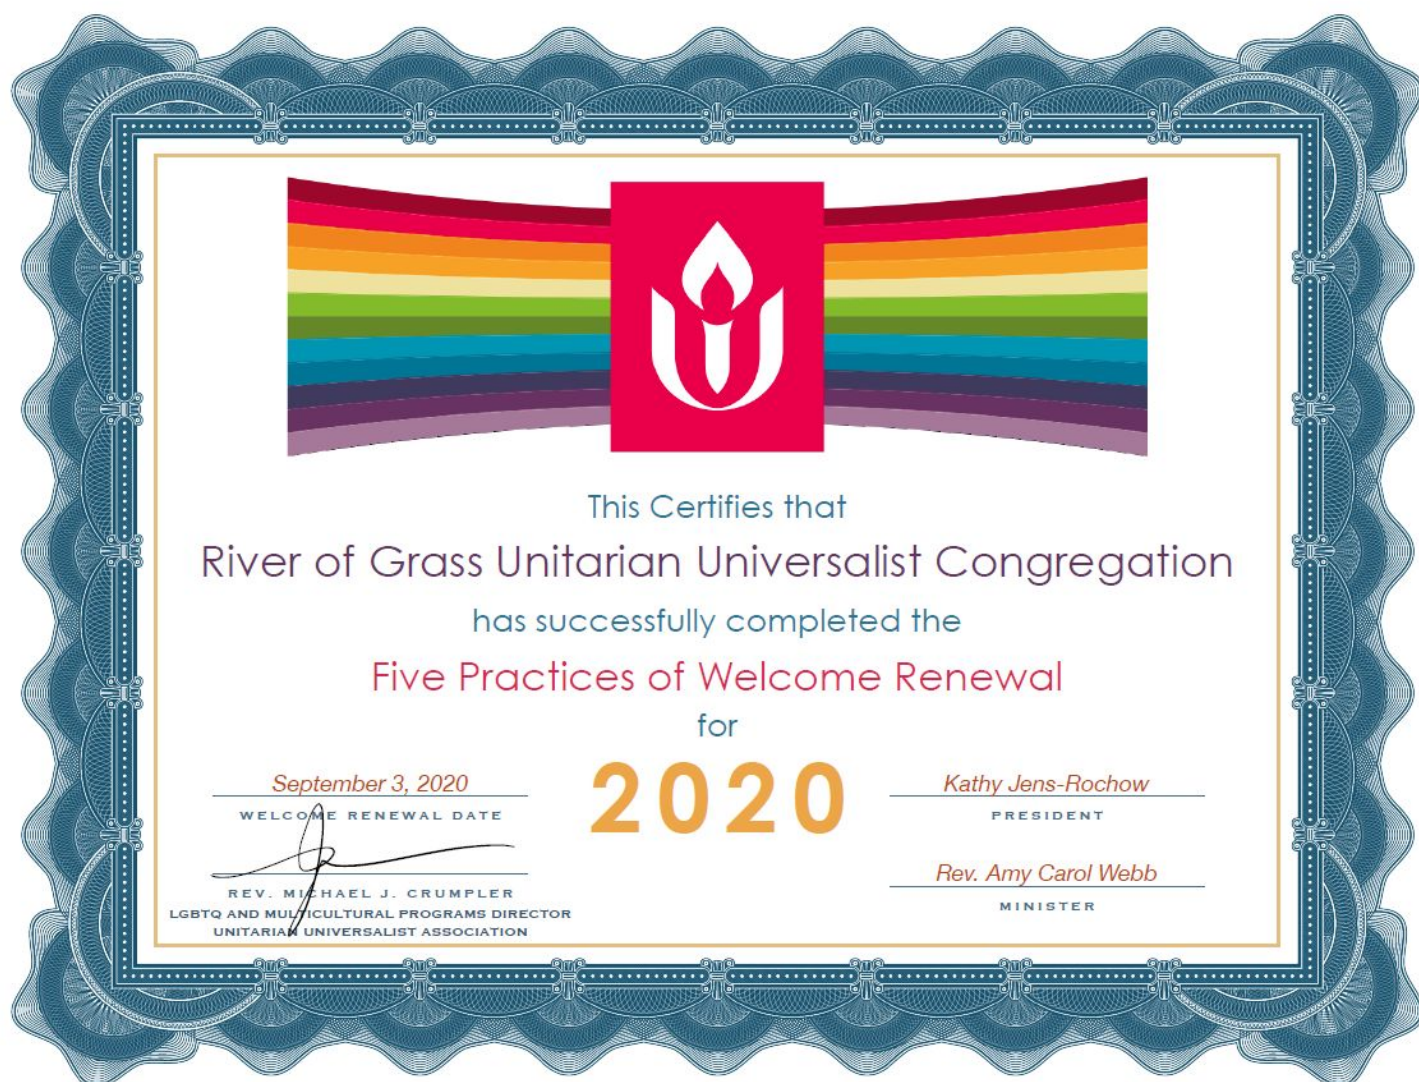 This Certifies that
River of Grass Unitarian Universalist Congregation
has successfully completed the
Five Practices of Welcome Renewal
for
2020
September 3, 2020
WELCOME RENEWAL DATE
REV. MICHAEL J. CRUMPLER
LGBTQ AND MULTICULTURAL PROGRAMS DIRECTOR
UNITARIAN UNIVERSALIST ASSOCIATION
Kathy Jens-Rochow
PRESIDENT
Rev. Amy Carol Webb
MINISTER